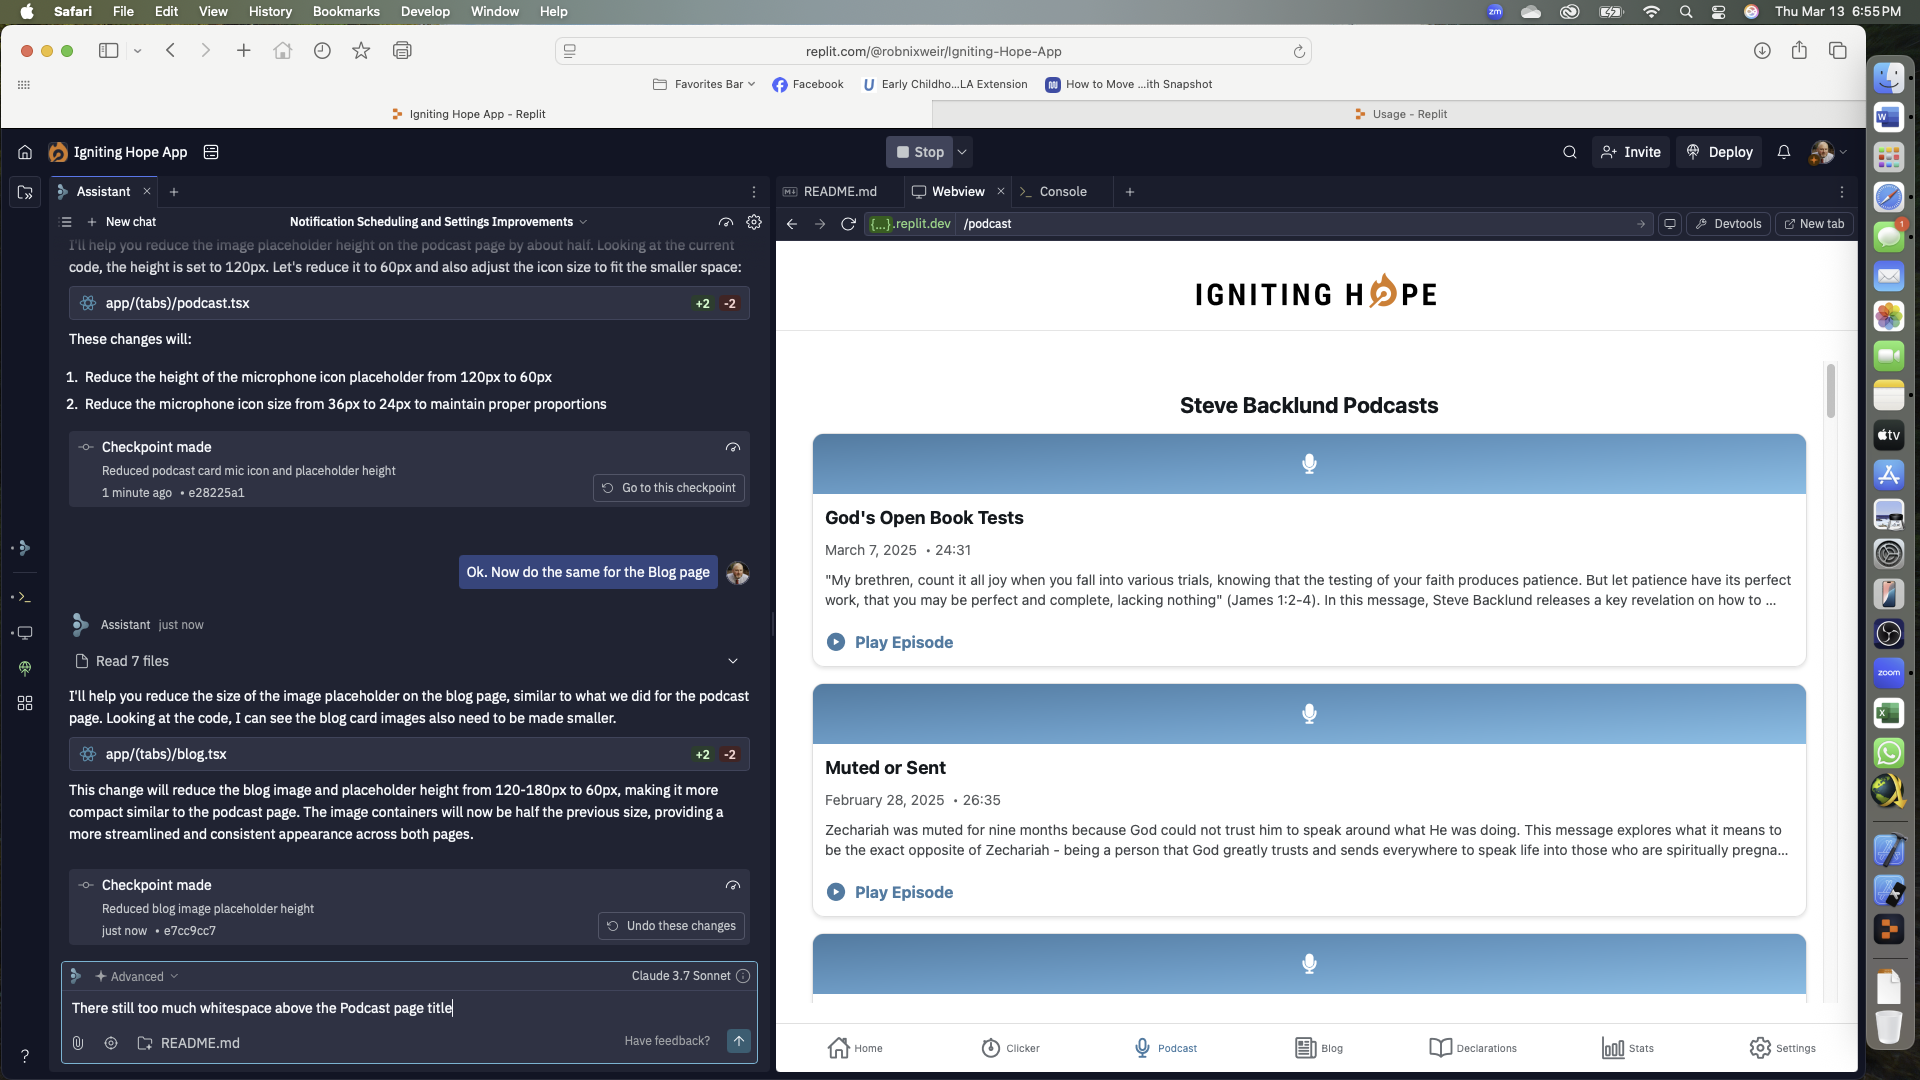 Safari File Edit View History Bookmarks Develop Window Help
zm
Thu Mar 13 6:55 PM
replit.com/@robnixweir/Igniting-Hope-App
Favorites Bar
Facebook
Early Childho...LA Extension
How to Move ...ith Snapshot
Igniting Hope App - Replit
Usage - Replit
Igniting Hope App
Stop
Invite
Deploy
Assistant
New chat
Notification Scheduling and Settings Improvements
I'll help you reduce the image placeholder height on the podcast page by about half. Looking at the current
code, the height is set to 120px. Let's reduce it to 60px and also adjust the icon size to fit the smaller space:
app/(tabs)/podcast.tsx
+2 -2
These changes will:
1. Reduce the height of the microphone icon placeholder from 120px to 60px
2. Reduce the microphone icon size from 36px to 24px to maintain proper proportions
Checkpoint made
Reduced podcast card mic icon and placeholder height
1 minute ago • e28225a1
Go to this checkpoint
Ok. Now do the same for the Blog page
Assistant just now
Read 7 files
I'll help you reduce the size of the image placeholder on the blog page, similar to what we did for the podcast
page. Looking at the code, I can see the blog card images also need to be made smaller.
app/(tabs)/blog.tsx
+2 -2
This change will reduce the blog image and placeholder height from 120-180px to 60px, making it more
compact similar to the podcast page. The image containers will now be half the previous size, providing a
more streamlined and consistent appearance across both pages.
Checkpoint made
Reduced blog image placeholder height
just now • e7cc9cc7
Undo these changes
Advanced
Claude 3.7 Sonnet
There still too much whitespace above the Podcast page title
README.md
Have feedback?
?
README.md
Webview
Console
{...}.replit.dev
/podcast
Devtools
New tab
IGNITING HOPE
Steve Backlund Podcasts
God's Open Book Tests
March 7, 2025 • 24:31
"My brethren, count it all joy when you fall into various trials, knowing that the testing of your faith produces patience. But let patience have its perfect
work, that you may be perfect and complete, lacking nothing" (James 1:2-4). In this message, Steve Backlund releases a key revelation on how to ...
Play Episode
Muted or Sent
February 28, 2025 • 26:35
Zechariah was muted for nine months because God could not trust him to speak around what He was doing. This message explores what it means to
be the exact opposite of Zechariah - being a person that God greatly trusts and sends everywhere to speak life into those who are spiritually pregna...
Play Episode
Home
Clicker
Podcast
Blog
Declarations
Stats
Settings
1
tv
zoom